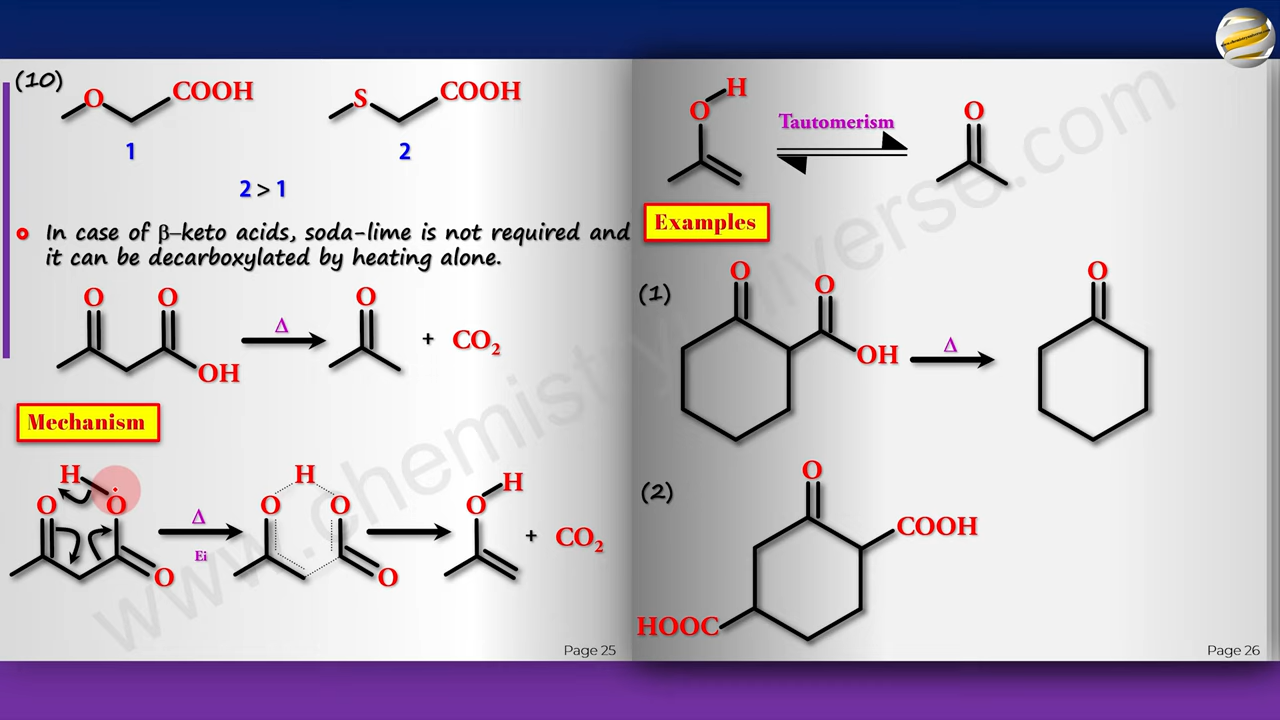 (10)
O COOH
S COOH
1 2
2 > 1
In case of β–keto acids, soda-lime is not required and
it can be decarboxylated by heating alone.
O O OH
Δ
O
+ CO2
Mechanism
H
O O O
Δ
Ei
H
O O O
O H
+ CO2
Page 25
O H
Tautomerism
O
Examples
(1)
O O OH
Δ
O
(2)
O
COOH
HOOC
Page 26
www.chemistryuniverse.com